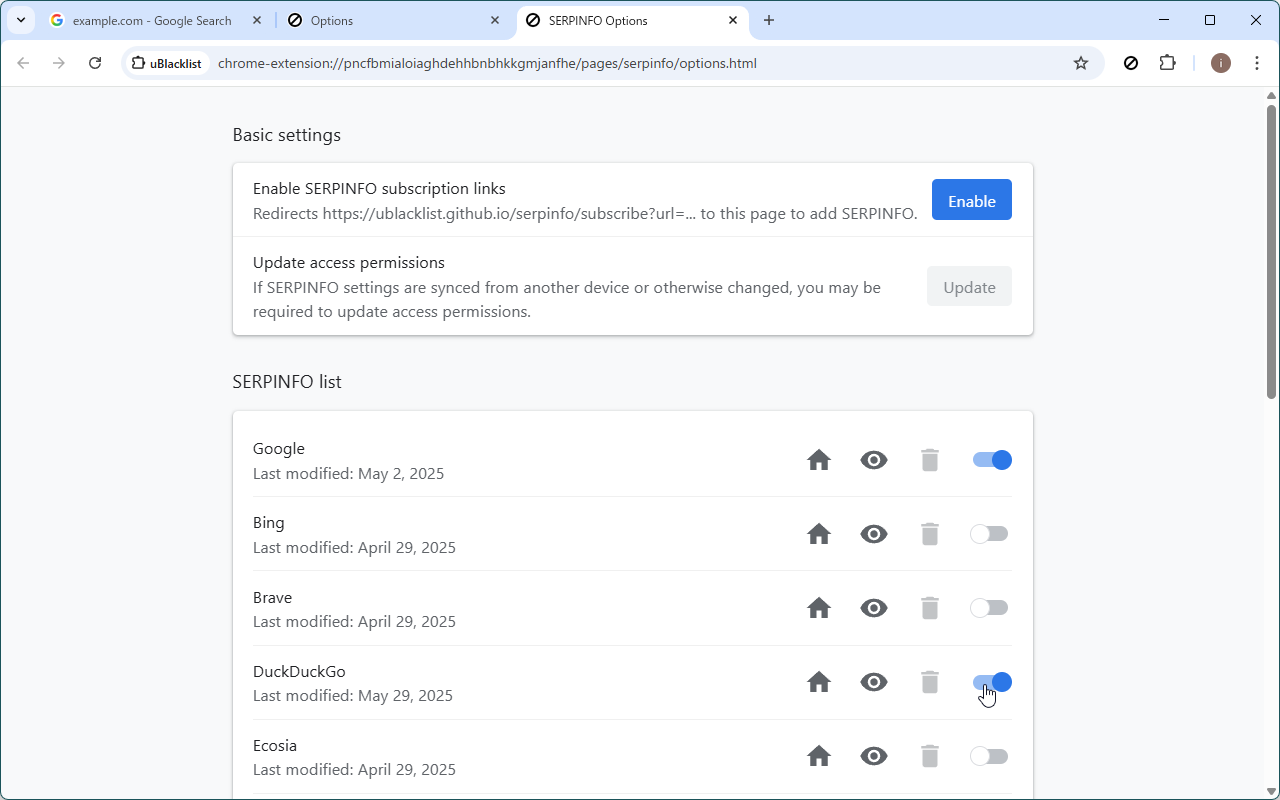 example.com - Google Search
Options
SERPINFO Options
uBlacklist
chrome-extension://pncfbmialoiaghdehhbnbhkkgmjanfhe/pages/serpinfo/options.html
i
Basic settings
Enable SERPINFO subscription links
Redirects https://ublacklist.github.io/serpinfo/subscribe?url=... to this page to add SERPINFO.
Enable
Update access permissions
If SERPINFO settings are synced from another device or otherwise changed, you may be
required to update access permissions.
Update
SERPINFO list
Google
Last modified: May 2, 2025
Bing
Last modified: April 29, 2025
Brave
Last modified: April 29, 2025
DuckDuckGo
Last modified: May 29, 2025
Ecosia
Last modified: April 29, 2025